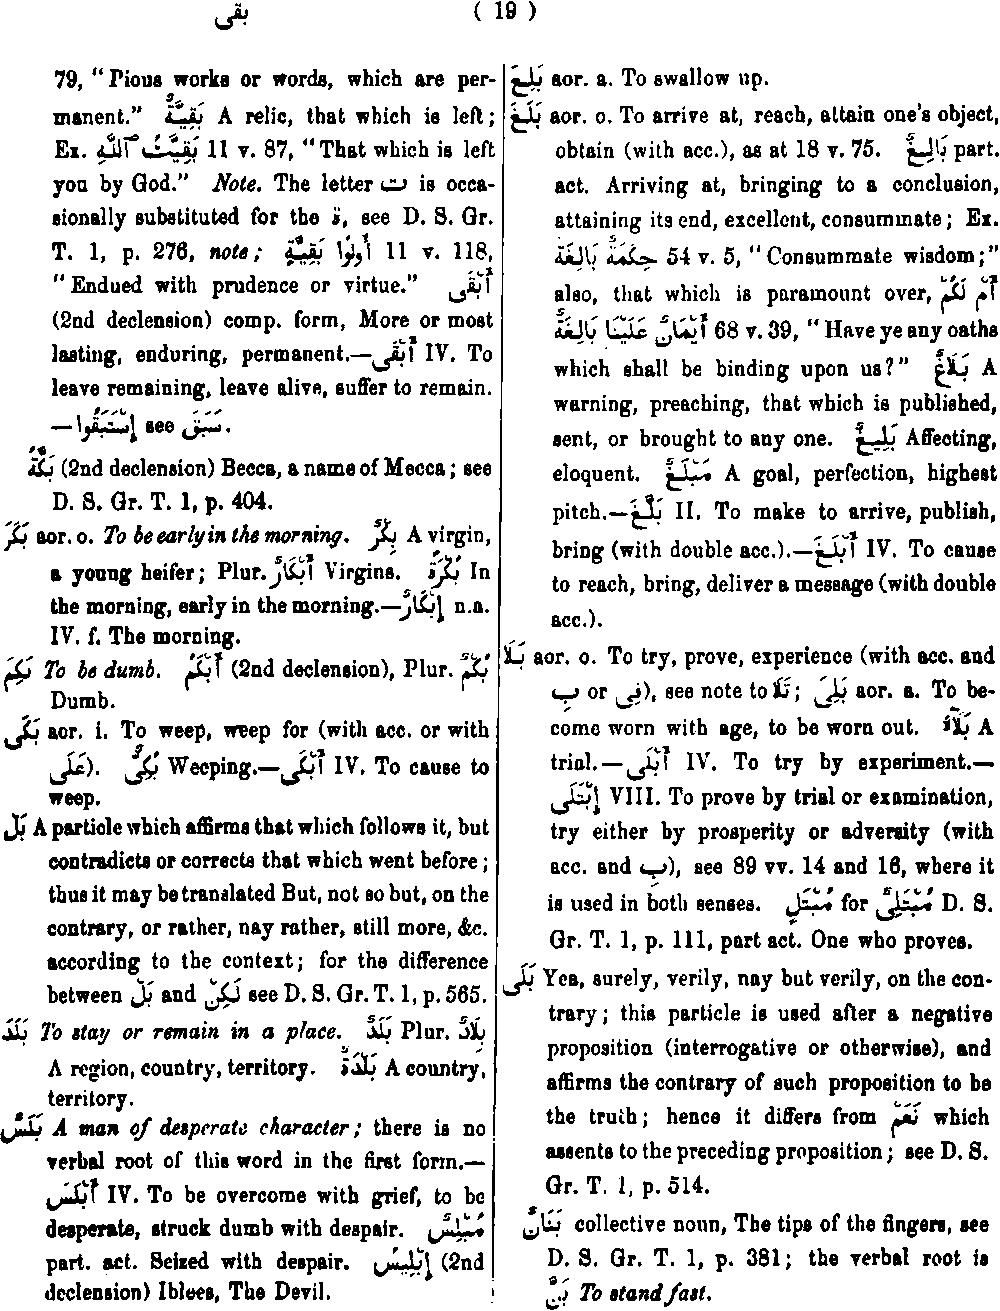 بقى
( 19 )
79, “Pious works or words, which are per-
manent.” بَقِيَّةٌ A relic, that which is left;
Ex. بَقِيَّتُ ٱللّٰهِ 11 v. 87, “That which is left
you by God.” Note. The letter ت is occa-
sionally substituted for the ة, see D. S. Gr.
T. 1, p. 276, note; أُولُوا بَقِيَّةٍ 11 v. 118,
“Endued with prudence or virtue.” أَبْقَى
(2nd declension) comp. form, More or most
lasting, enduring, permanent.—أَبْقَى IV. To
leave remaining, leave alive, suffer to remain.
—إِسْتَبَقُوا see سَبَقَ.
بَكَّةُ (2nd declension) Becca, a name of Mecca; see
D. S. Gr. T. 1, p. 404.
بَكَرَ aor. o. To be early in the morning. بِكْرٌ A virgin,
a young heifer; Plur. أَبْكَارٌ Virgins. بُكْرَةً In
the morning, early in the morning.—إِبْكَارٌ n.a.
IV. f. The morning.
بَكِمَ To be dumb. أَبْكَمُ (2nd declension), Plur. بُكْمٌ
Dumb.
بَكَى aor. i. To weep, weep for (with acc. or with
عَلَى). بُكِىٌّ Weeping.—أَبْكَى IV. To cause to
weep.
بَلْ A particle which affirms that which follows it, but
contradicts or corrects that which went before;
thus it may be translated But, not so but, on the
contrary, or rather, nay rather, still more, &c.
according to the context; for the difference
between بَلْ and لٰكِنْ see D. S. Gr. T. 1, p. 565.
بَلَدَ To stay or remain in a place. بَلَدٌ Plur. بِلَادٌ
A region, country, territory. بَلْدَةٌ A country,
territory.
بَلَسٌ A man of desperate character; there is no
verbal root of this word in the first form.—
أَبْلَسَ IV. To be overcome with grief, to be
desperate, struck dumb with despair. مُبْلِسٌ
part. act. Seized with despair. إِبْلِيسُ (2nd
declension) Iblees, The Devil.
بَلِعَ aor. a. To swallow up.
بَلَغَ aor. o. To arrive at, reach, attain one's object,
obtain (with acc.), as at 18 v. 75. بَالِغٌ part.
act. Arriving at, bringing to a conclusion,
attaining its end, excellent, consummate; Ex.
حِكْمَةٌ بَالِغَةٌ 54 v. 5, “Consummate wisdom;”
also, that which is paramount over, أَمْ لَكُمْ
أَيْمَانٌ عَلَيْنَا بَالِغَةٌ 68 v. 39, “Have ye any oaths
which shall be binding upon us?” بَلَاغٌ A
warning, preaching, that which is published,
sent, or brought to any one. بَلِيغٌ Affecting,
eloquent. مَبْلَغٌ A goal, perfection, highest
pitch.—بَلَّغَ II. To make to arrive, publish,
bring (with double acc.).—أَبْلَغَ IV. To cause
to reach, bring, deliver a message (with double
acc.).
بَلَا aor. o. To try, prove, experience (with acc. and
بِ or فِى), see note to تَلَا; بَلِىَ aor. a. To be-
come worn with age, to be worn out. بَلَآءٌ A
trial.—أَبْلَى IV. To try by experiment.—
إِبْتَلَى VIII. To prove by trial or examination,
try either by prosperity or adversity (with
acc. and بِ), see 89 vv. 14 and 16, where it
is used in both senses. مُبْتَلٍ for مُبْتَلِىٌ D. S.
Gr. T. 1, p. 111, part act. One who proves.
بَلَى Yes, surely, verily, nay but verily, on the con-
trary; this particle is used after a negative
proposition (interrogative or otherwise), and
affirms the contrary of such proposition to be
the truth; hence it differs from نَعَمْ which
assents to the preceding proposition; see D. S.
Gr. T. 1, p. 514.
بَنَانٌ collective noun, The tips of the fingers, see
D. S. Gr. T. 1, p. 381; the verbal root is
بَنَّ To stand fast.